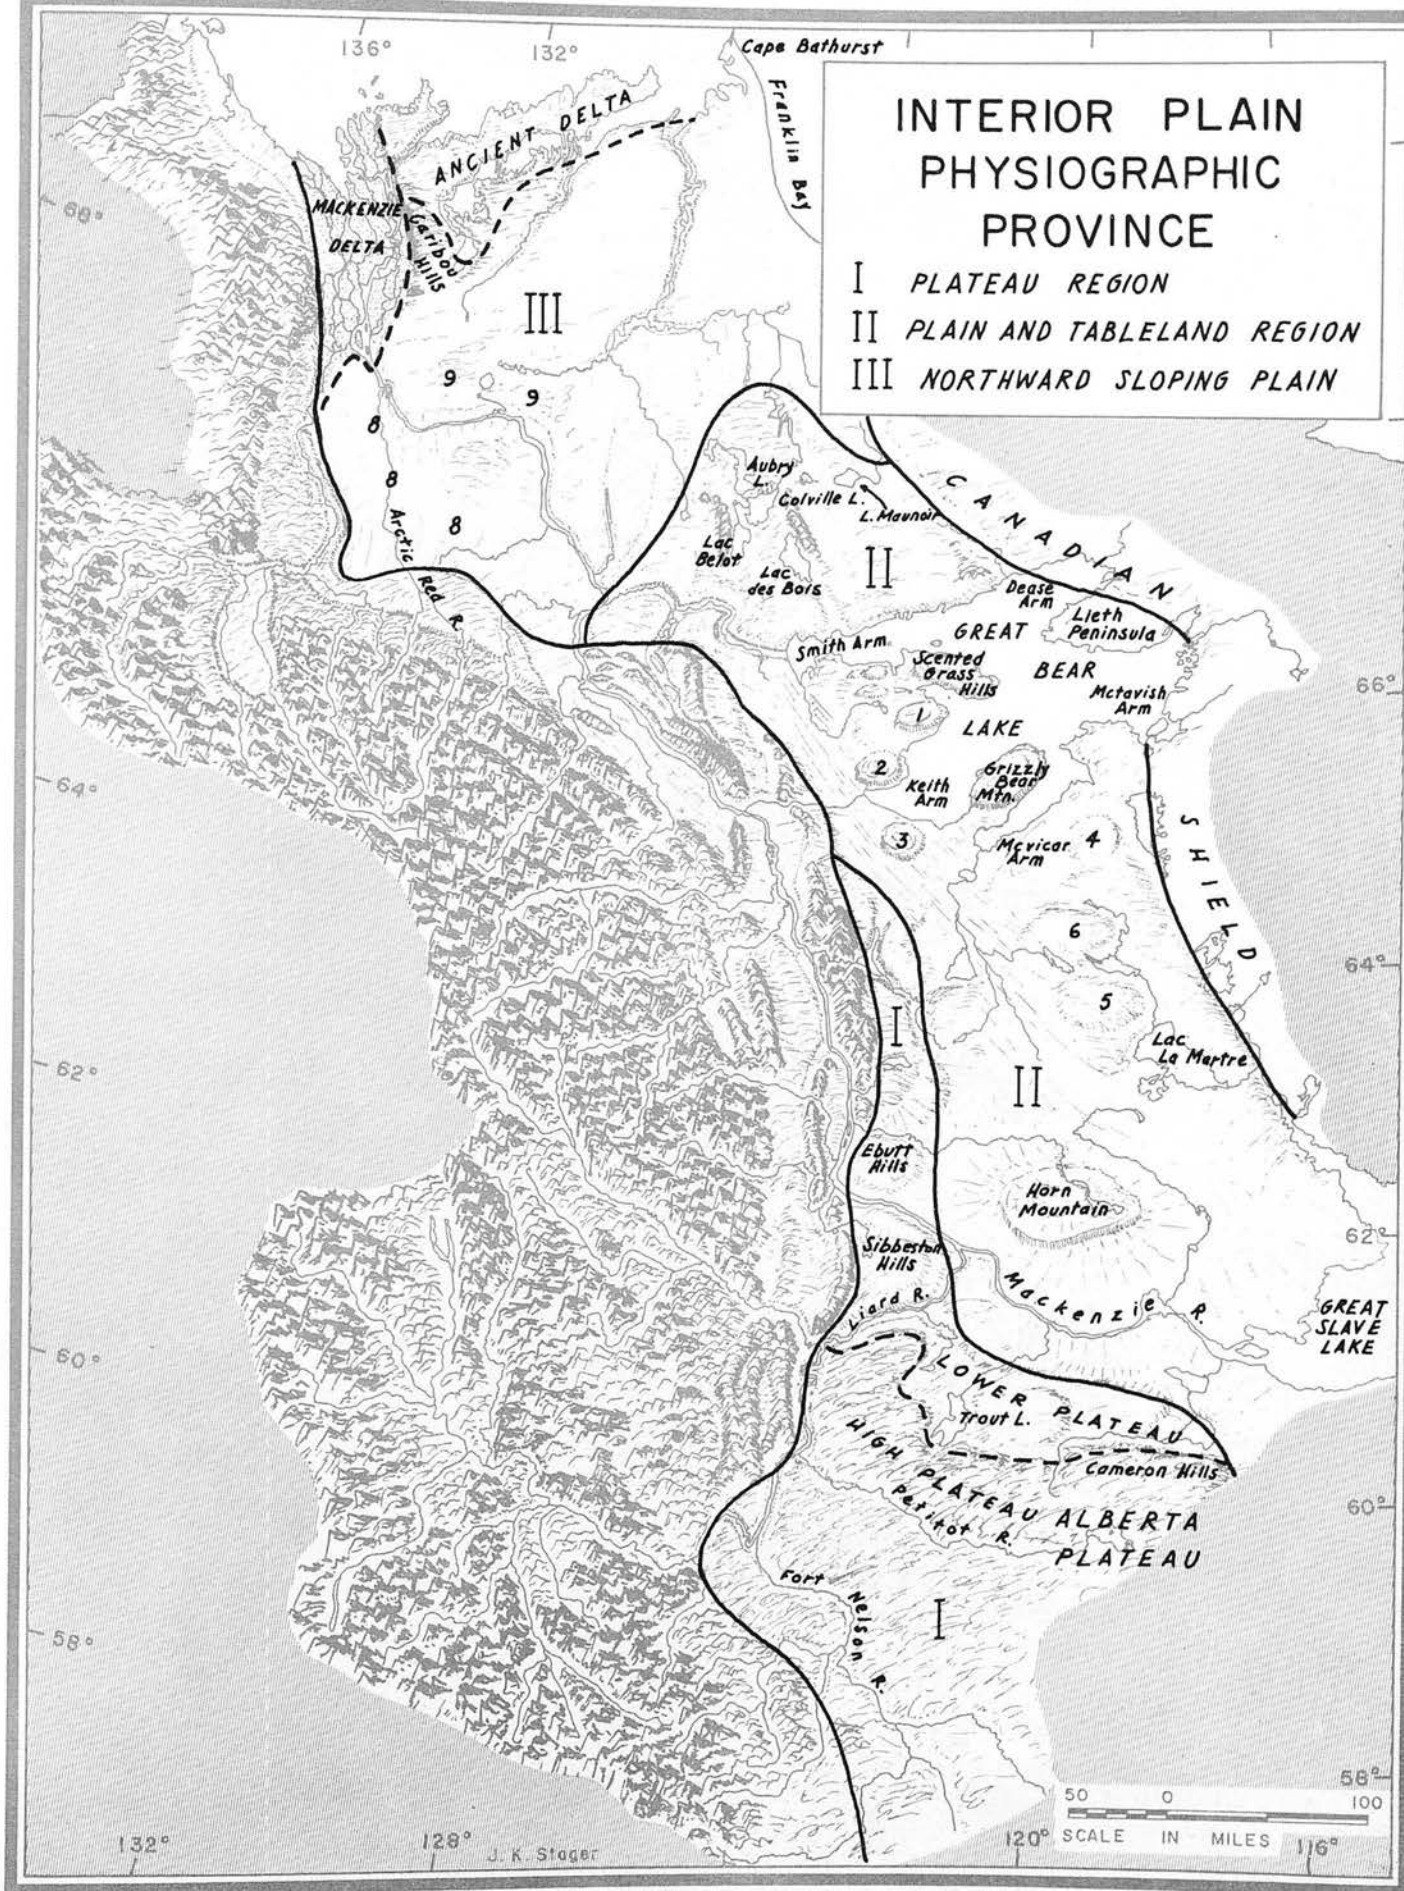 136°
132°
Cape Bathurst
Franklin Bay
INTERIOR PLAIN
PHYSIOGRAPHIC
PROVINCE
I PLATEAU REGION
II PLAIN AND TABLELAND REGION
III NORTHWARD SLOPING PLAIN
ANCIENT DELTA
68°
MACKENZIE
DELTA
Caribou
Hills
III
9
9
8
8
8
Arctic Red R.
Aubry
L.
Colville L.
L. Maunoir
CANADIAN
Lac
Belot
Lac
des Bois
II
Dease
Arm
Lieth
Peninsula
Smith Arm
GREAT
Scented
Grass
Hills
BEAR
Mctavish
Arm
66°
1
LAKE
2
Keith
Arm
Grizzly
Bear
Mtn.
64°
3
Mcvicar
Arm
4
SHIELD
6
64°
5
I
Lac
La Martre
62°
II
Ebutt
Hills
Horn
Mountain
62°
Sibbeston
Hills
Liard R.
Mackenzie R.
GREAT
SLAVE
LAKE
60°
LOWER PLATEAU
Trout L.
HIGH PLATEAU
Cameron Hills
Petitot R.
ALBERTA
PLATEAU
60°
Fort Nelson R.
I
58°
58°
50 0 100
SCALE IN MILES
132°
128°
J. K. Stager
120°
116°